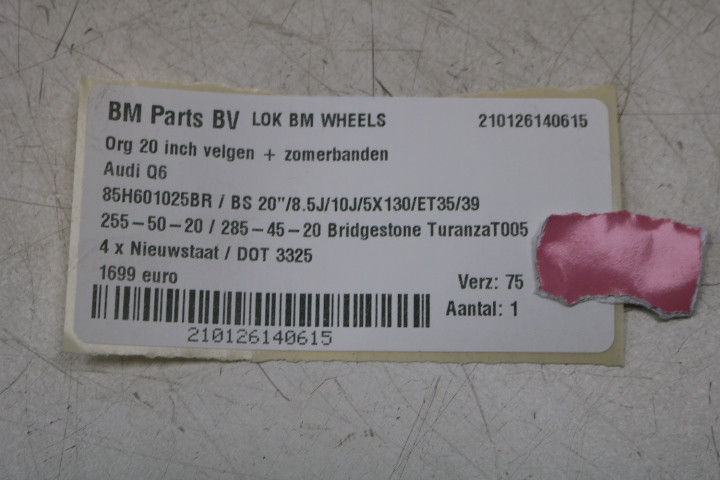 BM Parts BV LOK BM WHEELS 210126140615
Org 20 inch velgen + zomerbanden
Audi Q6
85H601025BR / BS 20"/8.5J/10J/5X130/ET35/39
255-50-20 / 285-45-20 Bridgestone TuranzaT005
4 x Nieuwstaat / DOT 3325
1699 euro
Verz: 75
Aantal: 1
210126140615